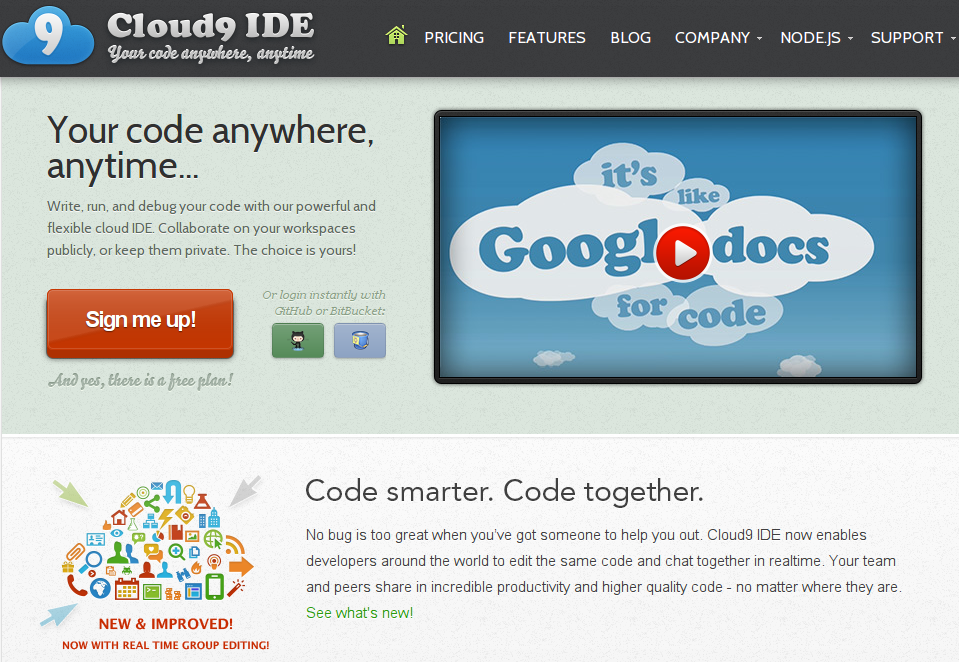 9
Cloud9 IDE
Your code anywhere, anytime
PRICING FEATURES BLOG COMPANY NODE.JS SUPPORT
Your code anywhere,
anytime...
Write, run, and debug your code with our powerful and
flexible cloud IDE. Collaborate on your workspaces
publicly, or keep them private. The choice is yours!
Sign me up!
Or login instantly with
GitHub or BitBucket:
And yes, there is a free plan!
it's
like
Google docs
for code
Code smarter. Code together.
No bug is too great when you've got someone to help you out. Cloud9 IDE now enables
developers around the world to edit the same code and chat together in realtime. Your team
and peers share in incredible productivity and higher quality code - no matter where they are.
See what's new!
NEW & IMPROVED!
NOW WITH REAL TIME GROUP EDITING!